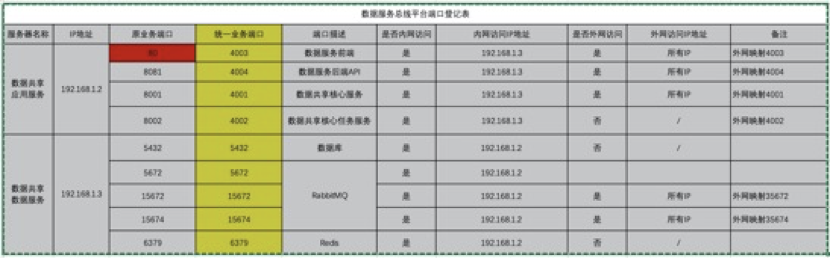 数据服务总线平台端口登记表
服务器名称 IP地址 原业务端口 统一业务端口 端口描述 是否内网访问 内网访问IP地址 是否外网访问 外网访问IP地址 备注
数据共享应用服务 192.168.1.2 80 4003 数据服务前端 是 192.168.1.3 是 所有IP 外网映射4003
8081 4004 数据服务后端API 是 192.168.1.3 是 所有IP 外网映射4004
8001 4001 数据共享核心服务 是 192.168.1.3 是 所有IP 外网映射4001
8002 4002 数据共享核心任务服务 是 192.168.1.3 否 / 外网映射4002
数据共享数据服务 192.168.1.3 5432 5432 数据库 是 192.168.1.2 否 /
5672 5672 RabbitMQ 是 192.168.1.2
15672 15672 是 192.168.1.2 是 所有IP 外网映射35672
15674 15674 是 192.168.1.2 是 所有IP 外网映射35674
6379 6379 Redis 是 192.168.1.2 否 /